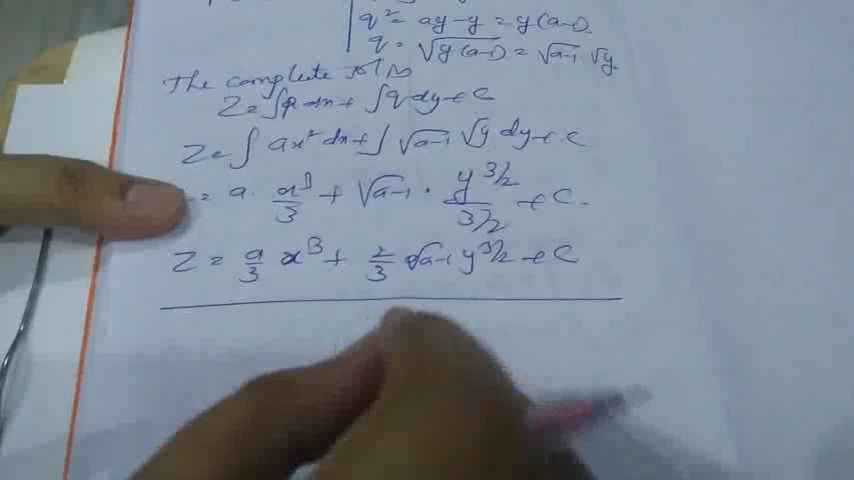 q² = ay - y = y(a-1)
q = √y(a-1) = √a-1 · √y
The complete soln
Z = ∫p dx + ∫q dy + C
Z = ∫ax² dx + ∫√a-1 √y dy + C
= a · x³/3 + √a-1 · y^3/2 / 3/2 + C.
Z = a/3 x³ + 2/3 √a-1 y^3/2 + C